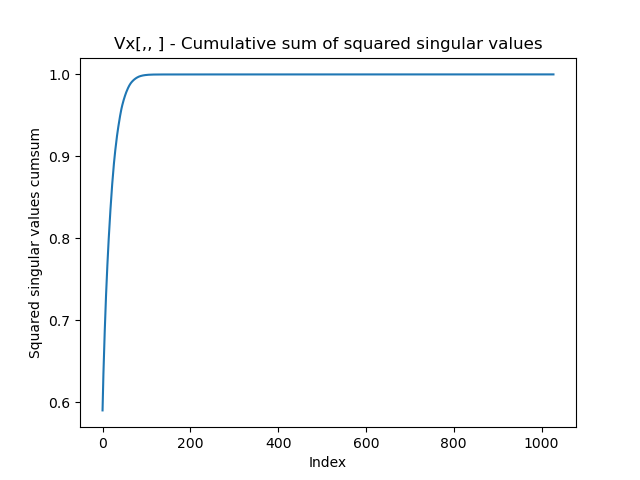 Vx[,, ] - Cumulative sum of squared singular values
1.0
0.9
0.8
0.7
0.6
Squared singular values cumsum
0 200 400 600 800 1000
Index